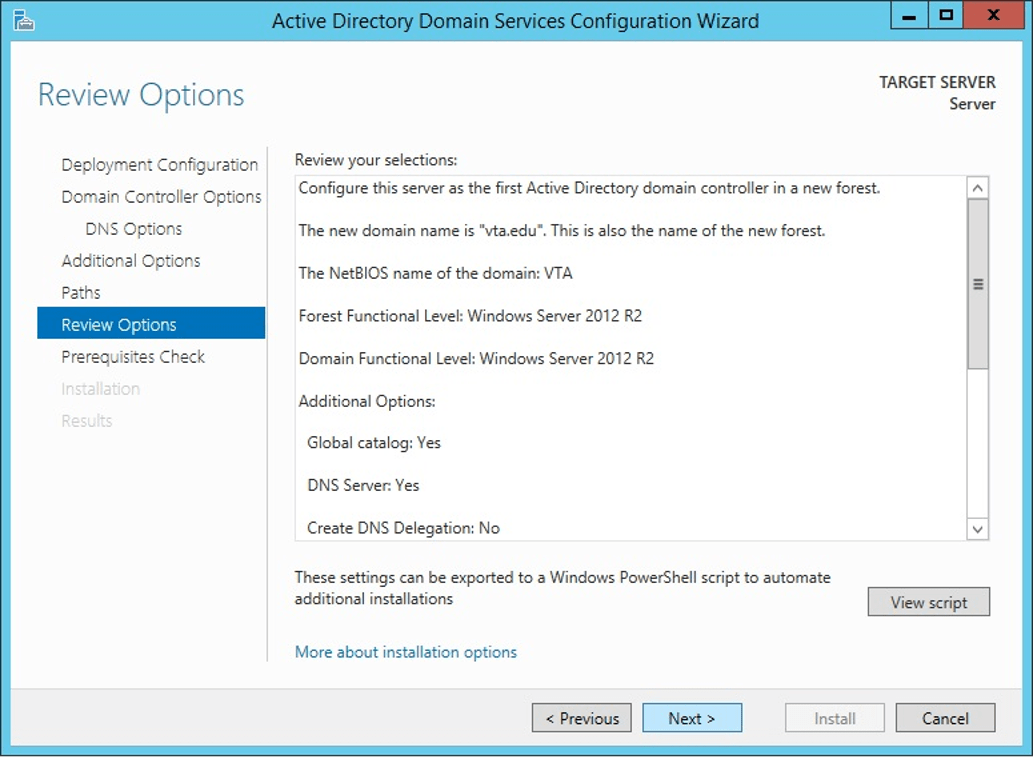 Active Directory Domain Services Configuration Wizard
Review Options
TARGET SERVER
Server
Deployment Configuration
Domain Controller Options
DNS Options
Additional Options
Paths
Review Options
Prerequisites Check
Installation
Results
Review your selections:
Configure this server as the first Active Directory domain controller in a new forest.
The new domain name is "vta.edu". This is also the name of the new forest.
The NetBIOS name of the domain: VTA
Forest Functional Level: Windows Server 2012 R2
Domain Functional Level: Windows Server 2012 R2
Additional Options:
Global catalog: Yes
DNS Server: Yes
Create DNS Delegation: No
These settings can be exported to a Windows PowerShell script to automate
additional installations
View script
More about installation options
< Previous
Next >
Install
Cancel